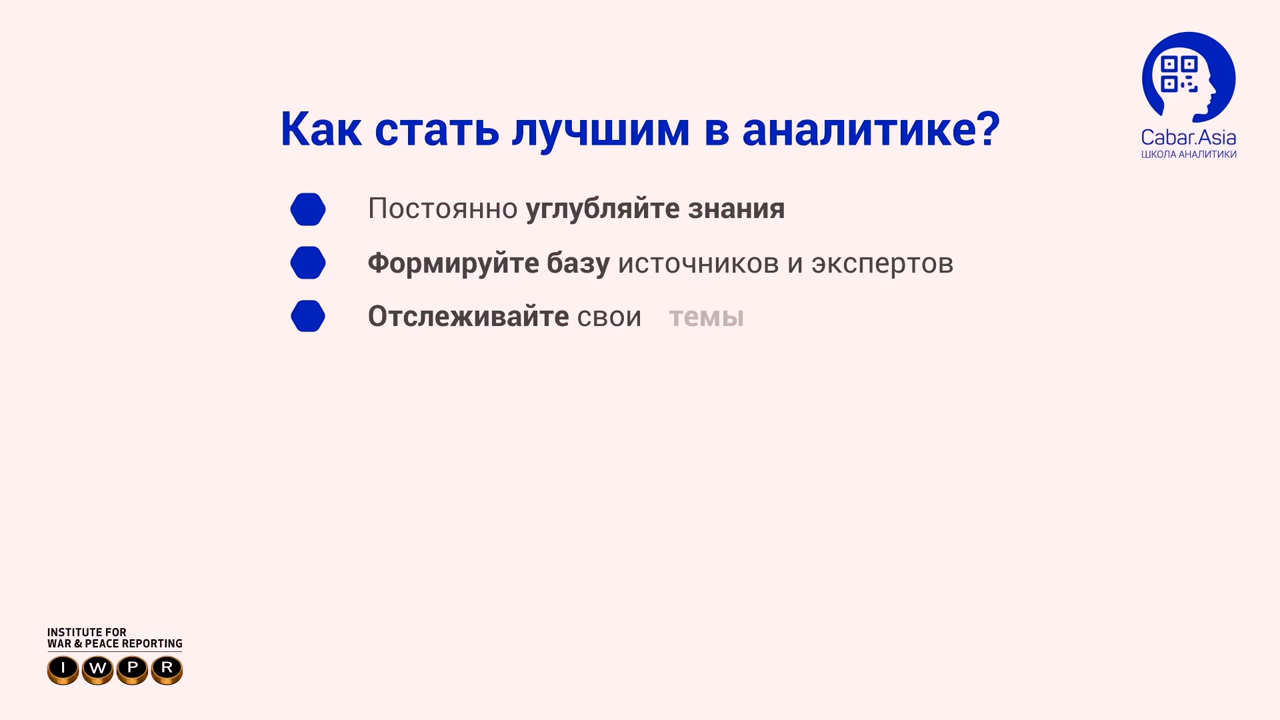 Как стать лучшим в аналитике?
Cabar.Asia
ШКОЛА АНАЛИТИКИ
Постоянно углубляйте знания
Формируйте базу источников и экспертов
Отслеживайте свои темы
INSTITUTE FOR
WAR & PEACE REPORTING
I W P R